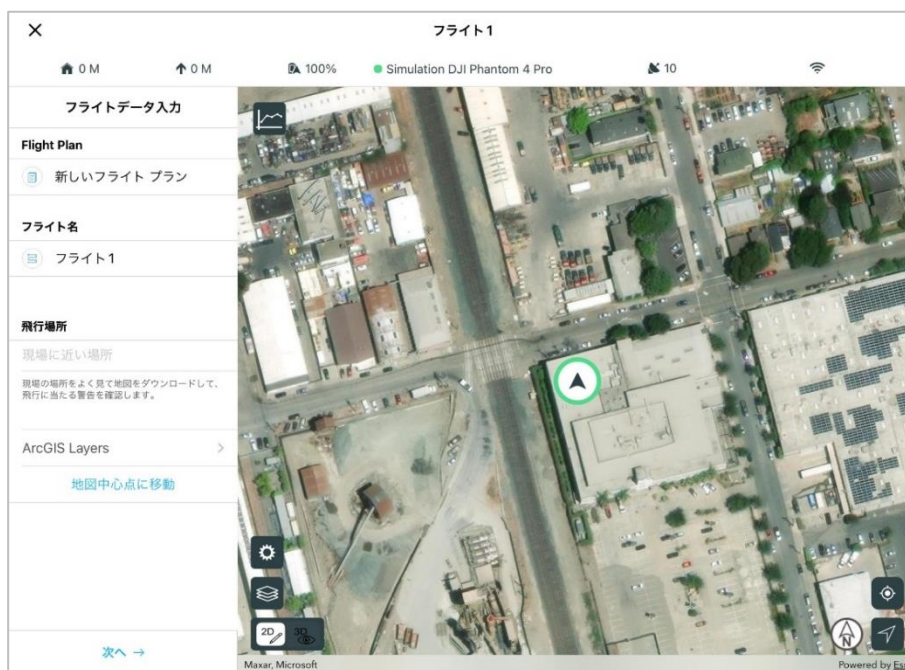 フライト1
0 M
0 M
100%
Simulation DJI Phantom 4 Pro
10
フライトデータ入力
Flight Plan
新しいフライト プラン
フライト名
フライト1
飛行場所
現場に近い場所
現場の場所をよく見て地図をダウンロードして、
飛行に当たる警告を確認します。
ArcGIS Layers
地図中心点に移動
次へ →
2D
3D
N
Maxar, Microsoft
Powered by Es